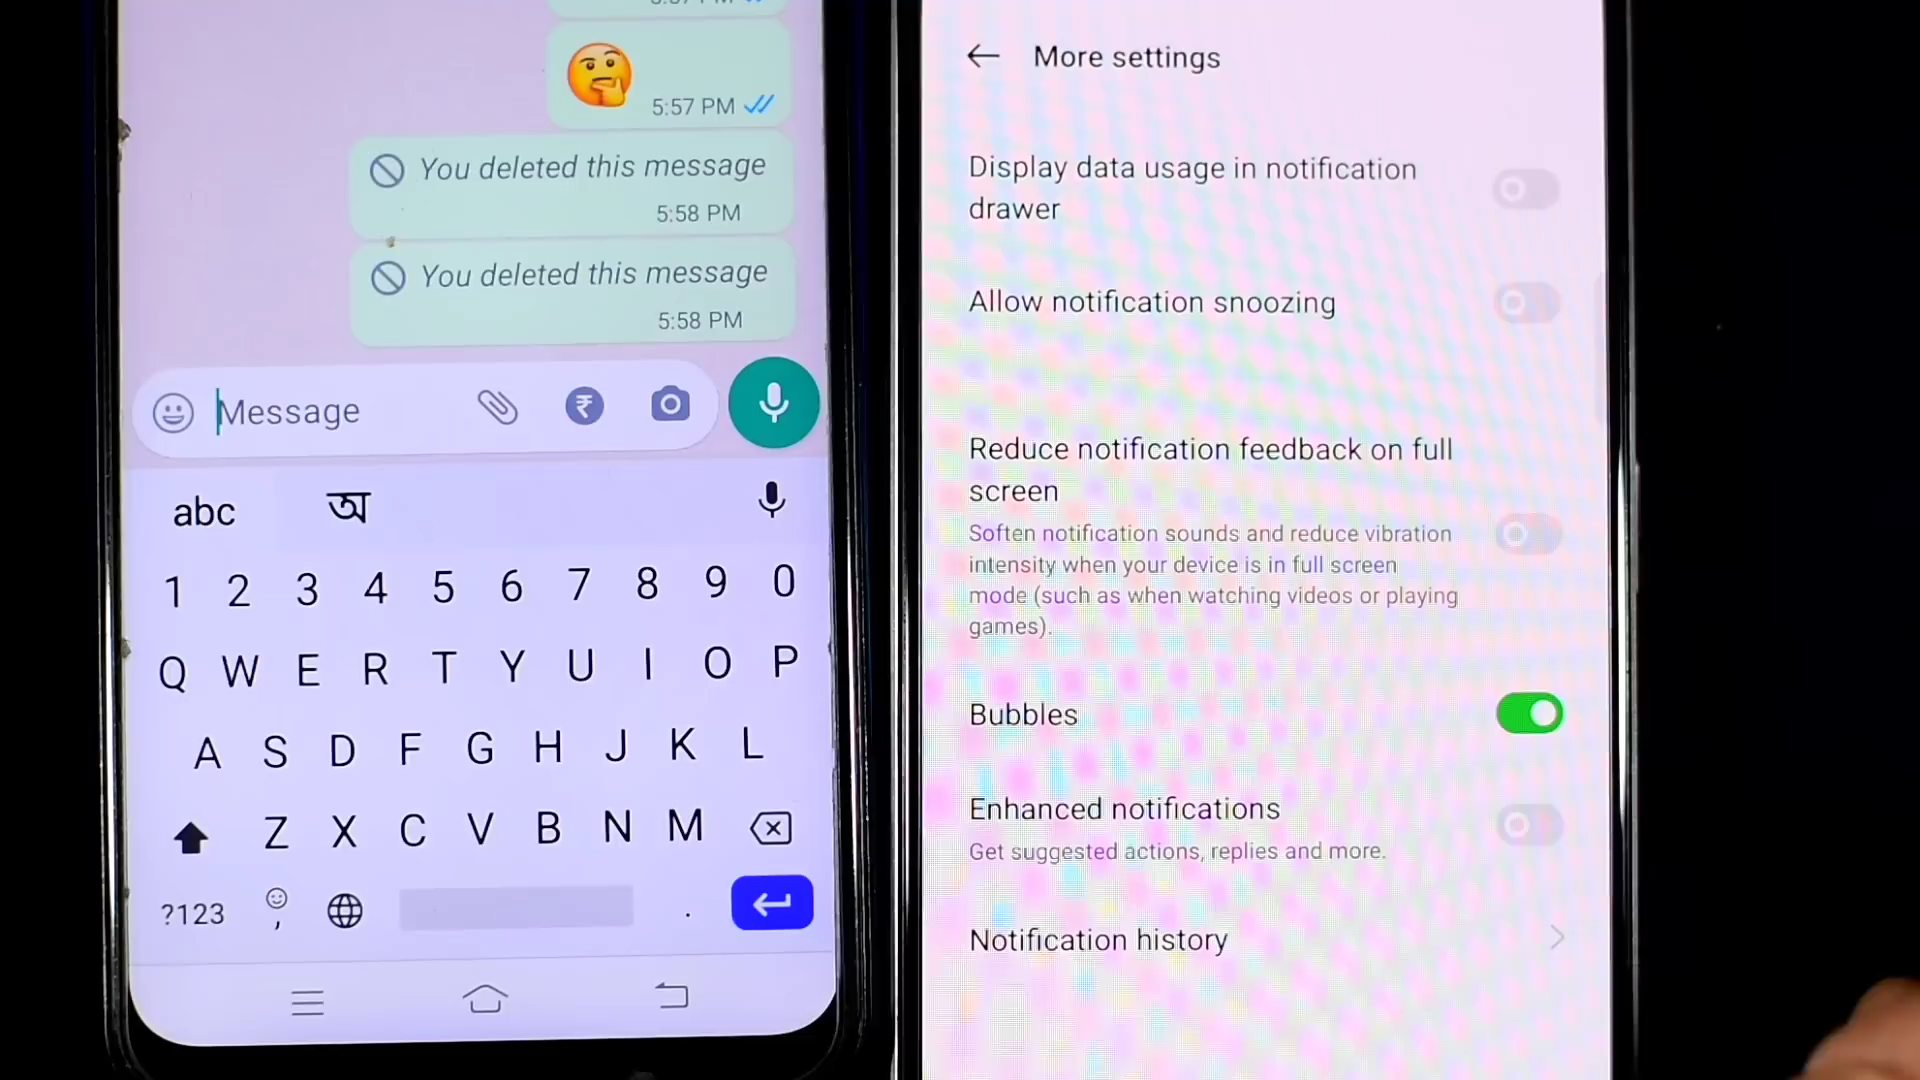 5:57 PM
You deleted this message
5:58 PM
You deleted this message
5:58 PM
Message
abc অ
1 2 3 4 5 6 7 8 9 0
Q W E R T Y U I O P
A S D F G H J K L
Z X C V B N M
?123 , .
More settings
Display data usage in notification
drawer
Allow notification snoozing
Reduce notification feedback on full
screen
Soften notification sounds and reduce vibration
intensity when your device is in full screen
mode (such as when watching videos or playing
games).
Bubbles
Enhanced notifications
Get suggested actions, replies and more.
Notification history